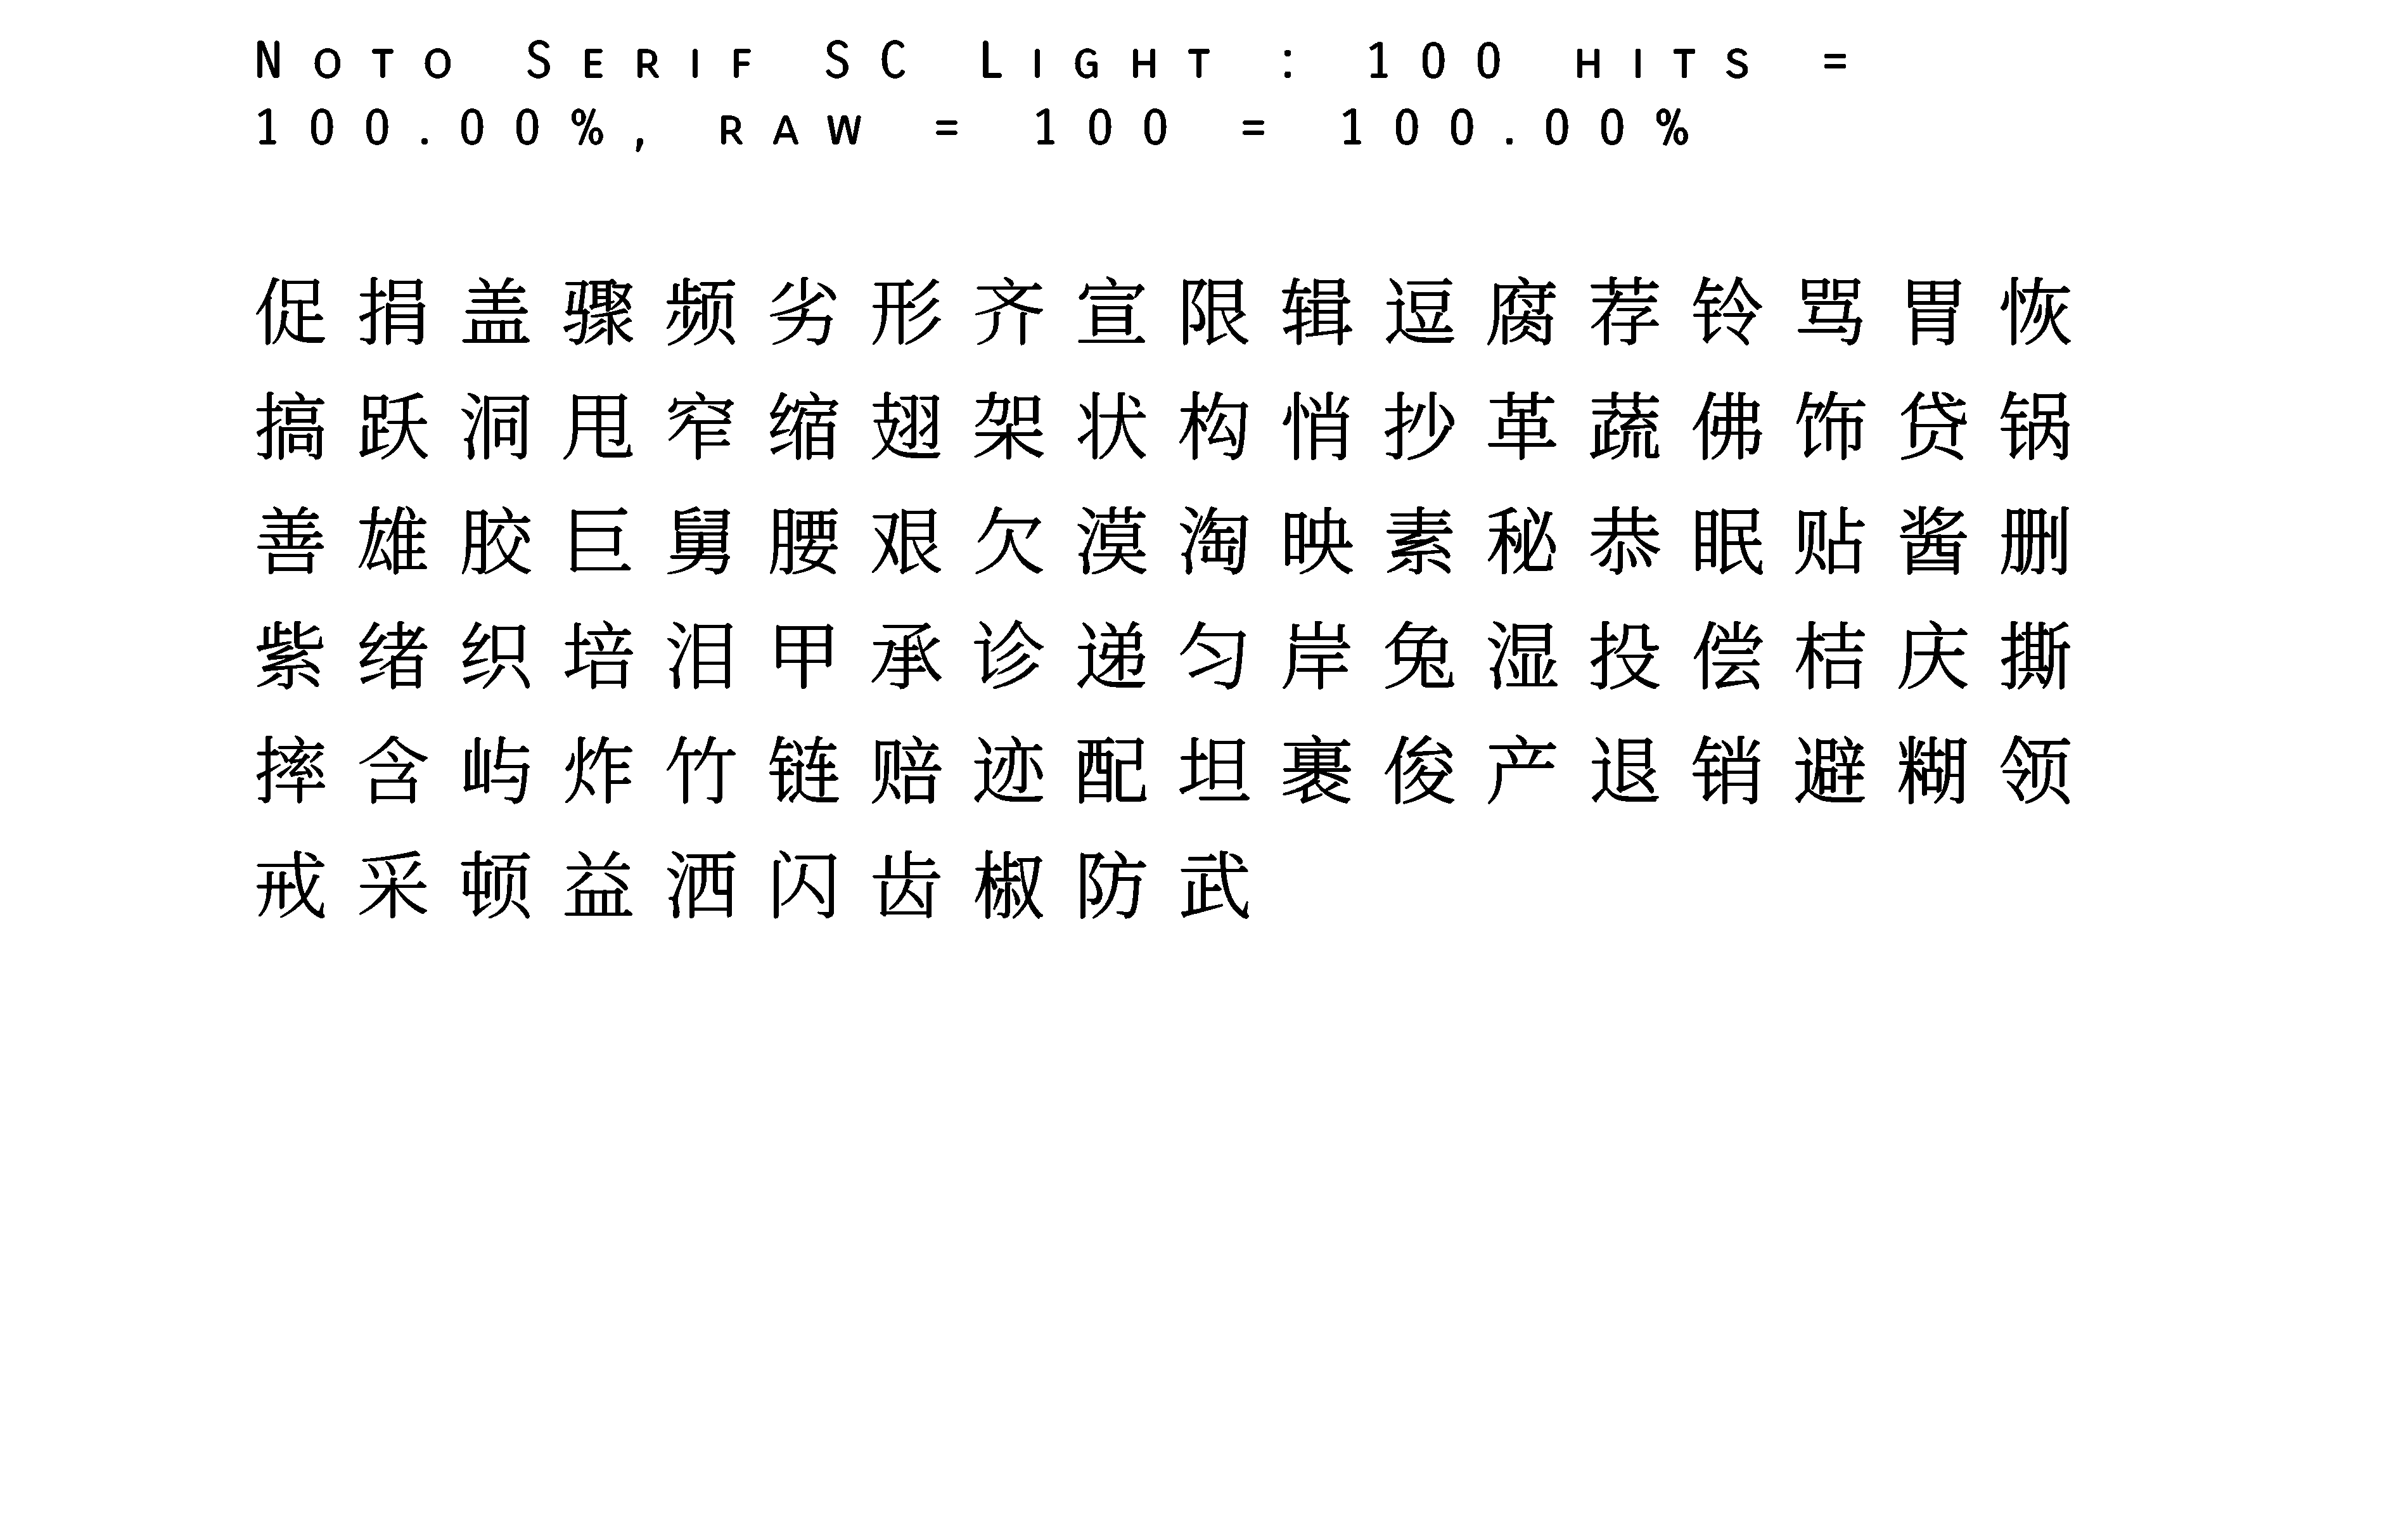 Noto Serif SC Light : 100 hits =
100.00%, raw = 100 = 100.00%
促捐盖骤频劣形齐宣限辑逗腐荐铃骂胃恢
搞跃洞甩窄缩翅架状构悄抄革蔬佛饰贷锅
善雄胶巨舅腰艰欠漠淘映素秘恭眠贴酱删
紫绪织培泪甲承诊递匀岸兔湿投偿桔庆撕
摔含屿炸竹链赔迹配坦裹俊产退销避糊领
戒采顿益洒闪齿椒防武